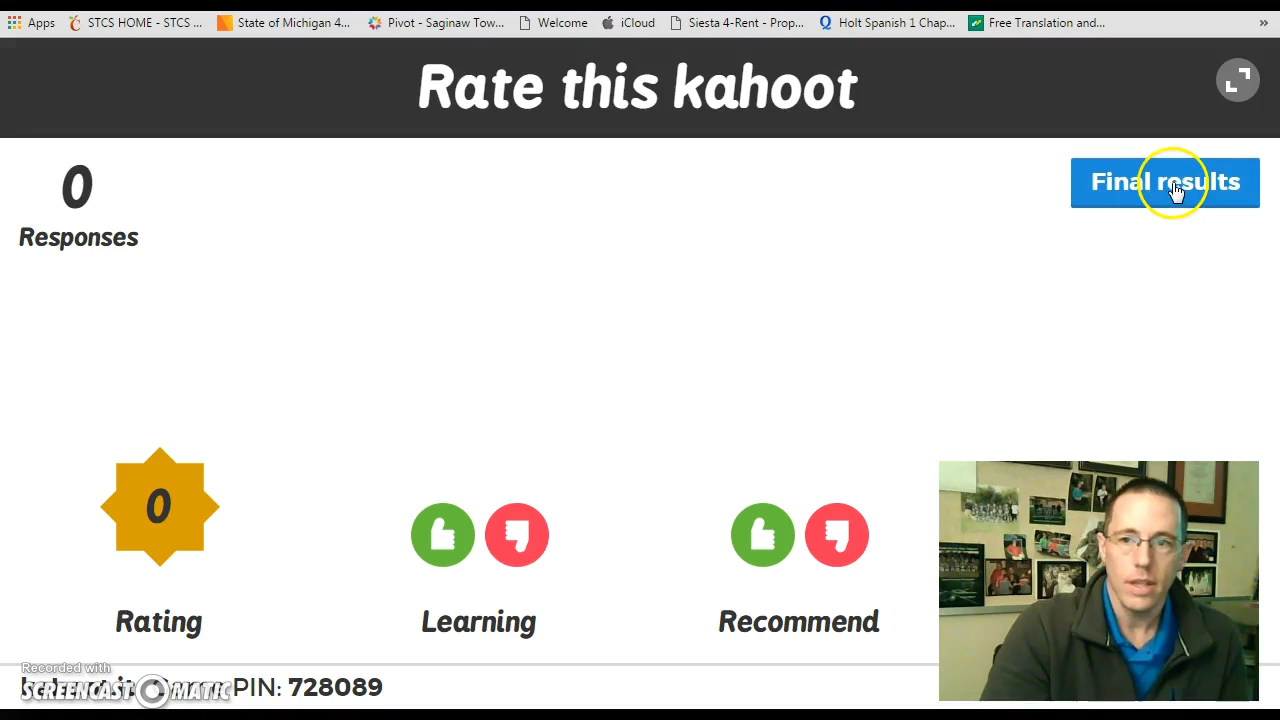 Apps STCS HOME - STCS ... State of Michigan 4... Pivot - Saginaw Tow... Welcome iCloud Siesta 4-Rent - Prop... Holt Spanish 1 Chap... Free Translation and... »
Rate this kahoot
0
Responses
Final results
0
Rating
Learning
Recommend
Recorded with
SCREENCAST MATIC
PIN: 728089